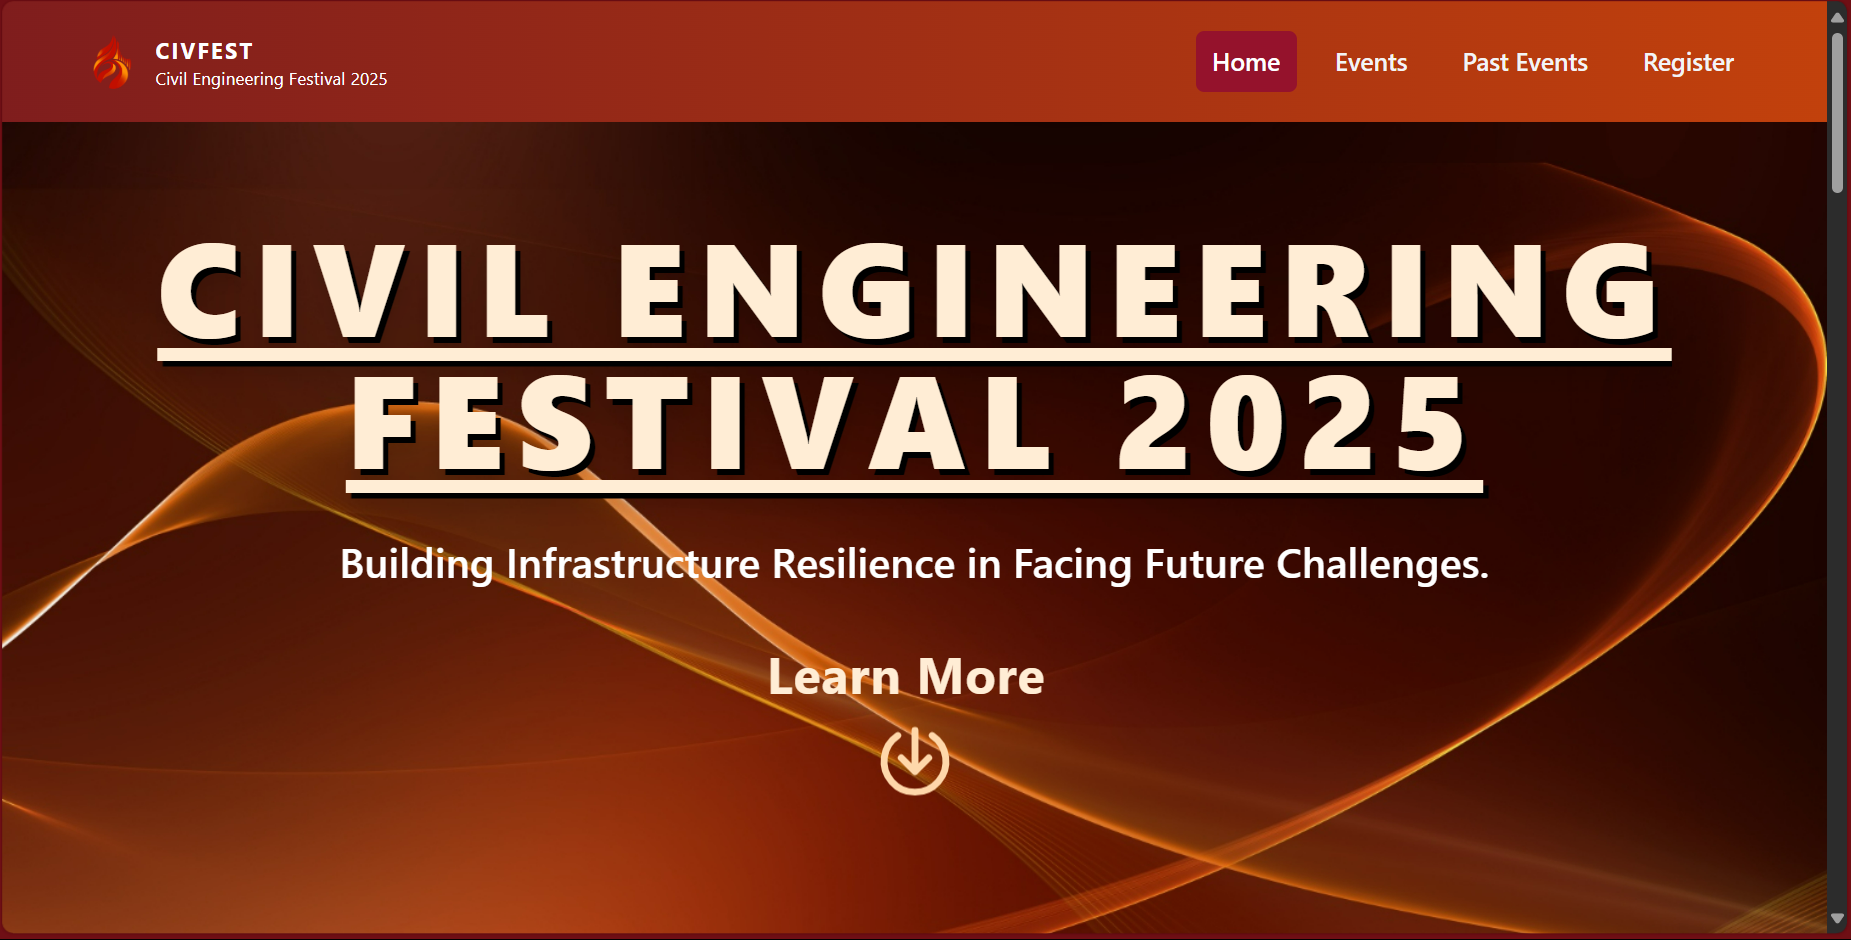 CIVFEST
Civil Engineering Festival 2025
Home Events Past Events Register
CIVIL ENGINEERING
FESTIVAL 2025
Building Infrastructure Resilience in Facing Future Challenges.
Learn More